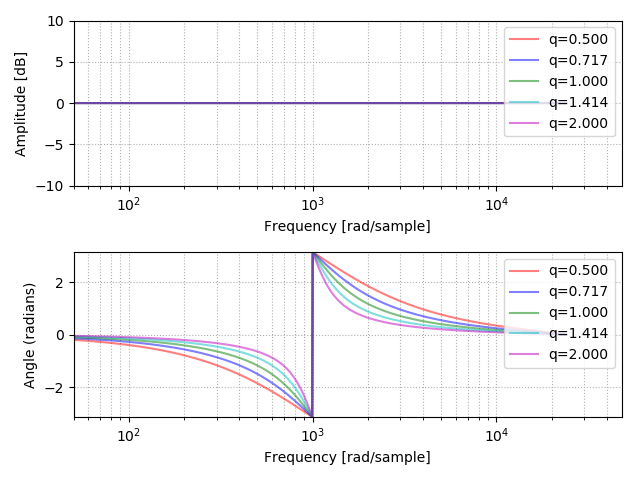 10
5
0
−5
−10
Amplitude [dB]
q=0.500
q=0.717
q=1.000
q=1.414
q=2.000
10² 10³ 10⁴
Frequency [rad/sample]
2
0
−2
Angle (radians)
q=0.500
q=0.717
q=1.000
q=1.414
q=2.000
10² 10³ 10⁴
Frequency [rad/sample]